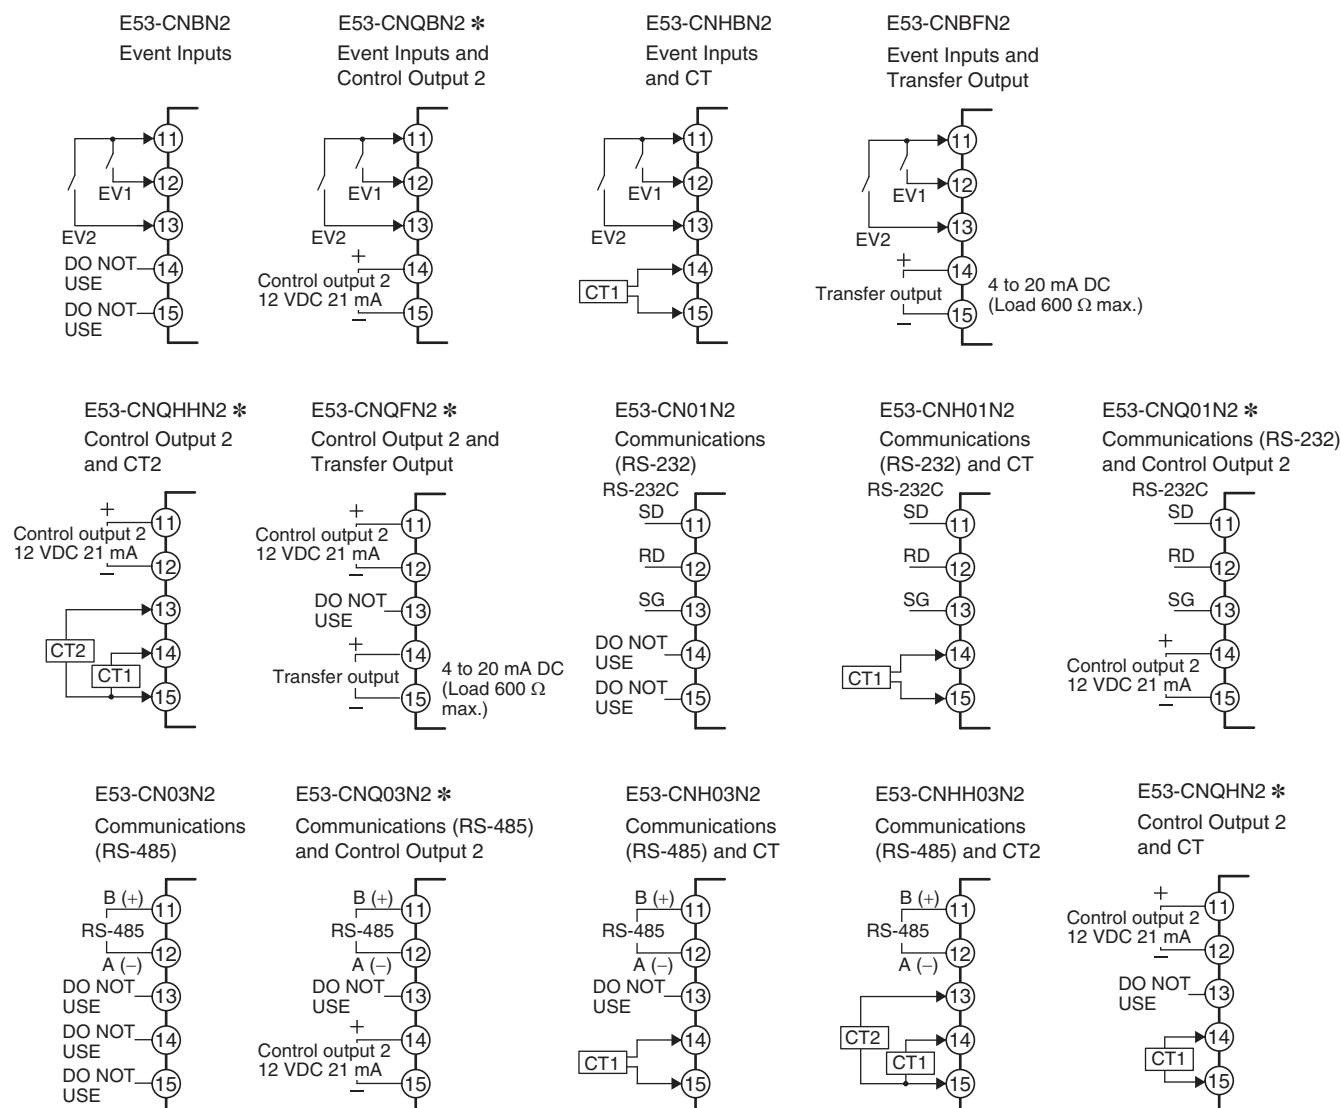 E53-CNBN2
Event Inputs
11
12
EV1
13
EV2
DO NOT
USE
14
DO NOT
USE
15
E53-CNQBN2 ✻
Event Inputs and
Control Output 2
11
12
EV1
13
EV2
+
14
Control output 2
12 VDC 21 mA
−
15
E53-CNHBN2
Event Inputs
and CT
11
12
EV1
13
EV2
14
CT1
15
E53-CNBFN2
Event Inputs and
Transfer Output
11
12
EV1
13
EV2
+
14
Transfer output
4 to 20 mA DC
(Load 600 Ω max.)
−
15
E53-CNQHHN2 ✻
Control Output 2
and CT2
+
11
Control output 2
12 VDC 21 mA
−
12
13
CT2
14
CT1
15
E53-CNQFN2 ✻
Control Output 2 and
Transfer Output
+
11
Control output 2
12 VDC 21 mA
−
12
DO NOT
USE
13
+
14
Transfer output
4 to 20 mA DC
(Load 600 Ω
max.)
−
15
E53-CN01N2
Communications
(RS-232)
RS-232C
SD
11
RD
12
SG
13
DO NOT
USE
14
DO NOT
USE
15
E53-CNH01N2
Communications
(RS-232) and CT
RS-232C
SD
11
RD
12
SG
13
14
CT1
15
E53-CNQ01N2 ✻
Communications (RS-232)
and Control Output 2
RS-232C
SD
11
RD
12
SG
13
+
14
Control output 2
12 VDC 21 mA
−
15
E53-CN03N2
Communications
(RS-485)
B (+)
11
RS-485
12
A (−)
DO NOT
USE
13
DO NOT
USE
14
DO NOT
USE
15
E53-CNQ03N2 ✻
Communications (RS-485)
and Control Output 2
B (+)
11
RS-485
12
A (−)
DO NOT
USE
13
+
14
Control output 2
12 VDC 21 mA
−
15
E53-CNH03N2
Communications
(RS-485) and CT
B (+)
11
RS-485
12
A (−)
DO NOT
USE
13
14
CT1
15
E53-CNHH03N2
Communications
(RS-485) and CT2
B (+)
11
RS-485
12
A (−)
13
CT2
14
CT1
15
E53-CNQHN2 ✻
Control Output 2
and CT
+
11
Control output 2
12 VDC 21 mA
−
12
DO NOT
USE
13
14
CT1
15